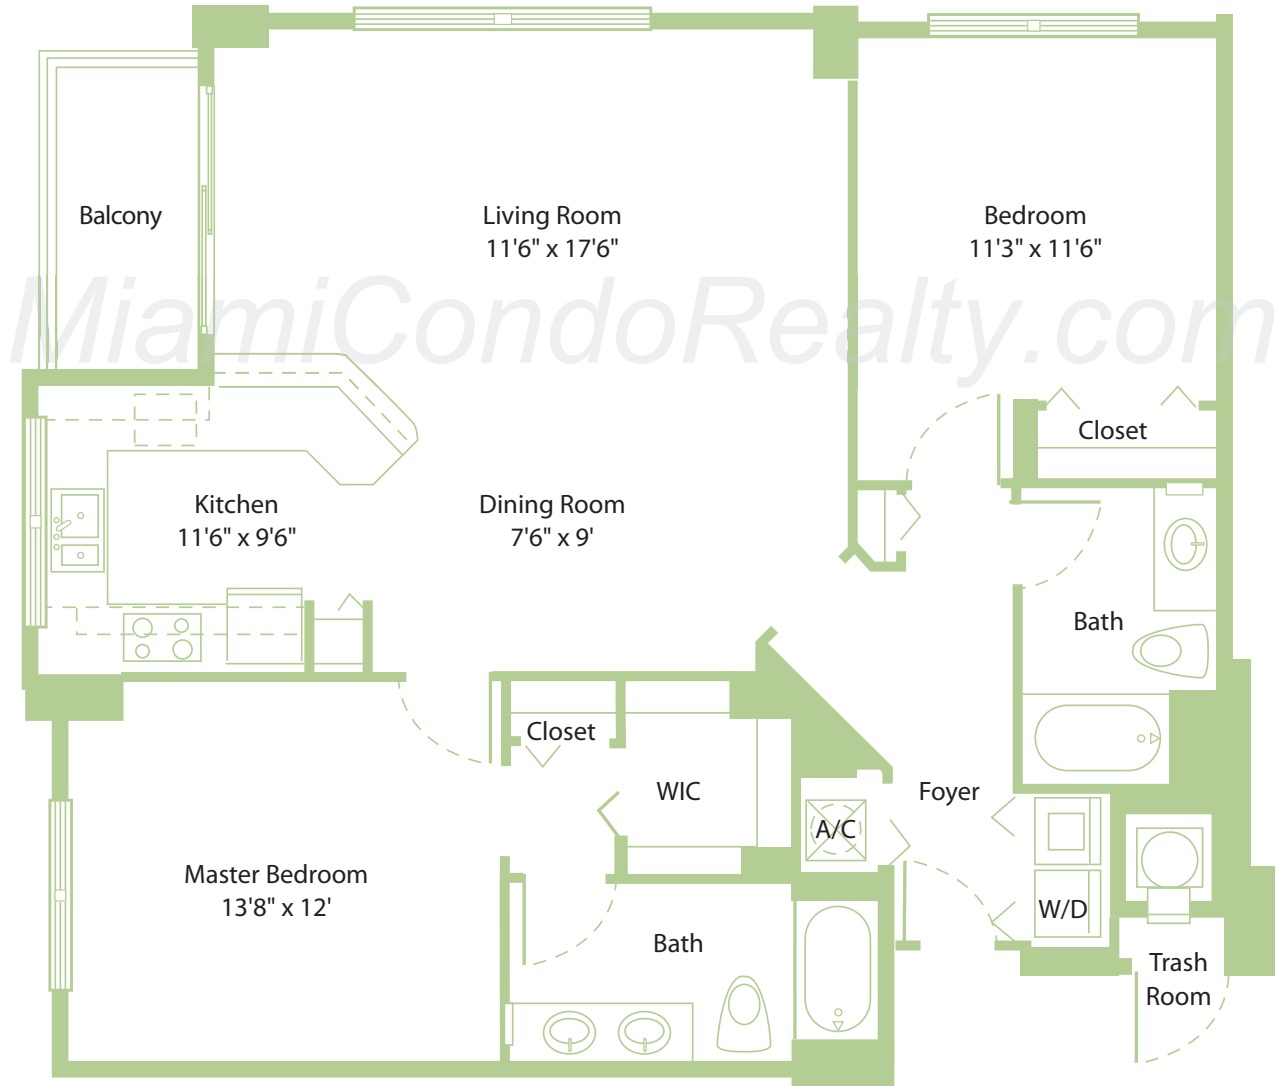 Balcony
Living Room
11'6" x 17'6"
Bedroom
11'3" x 11'6"
MiamiCondoRealty.com
Closet
Kitchen
11'6" x 9'6"
Dining Room
7'6" x 9'
Bath
Closet
WIC
Foyer
A/C
Master Bedroom
13'8" x 12'
W/D
Bath
Trash
Room